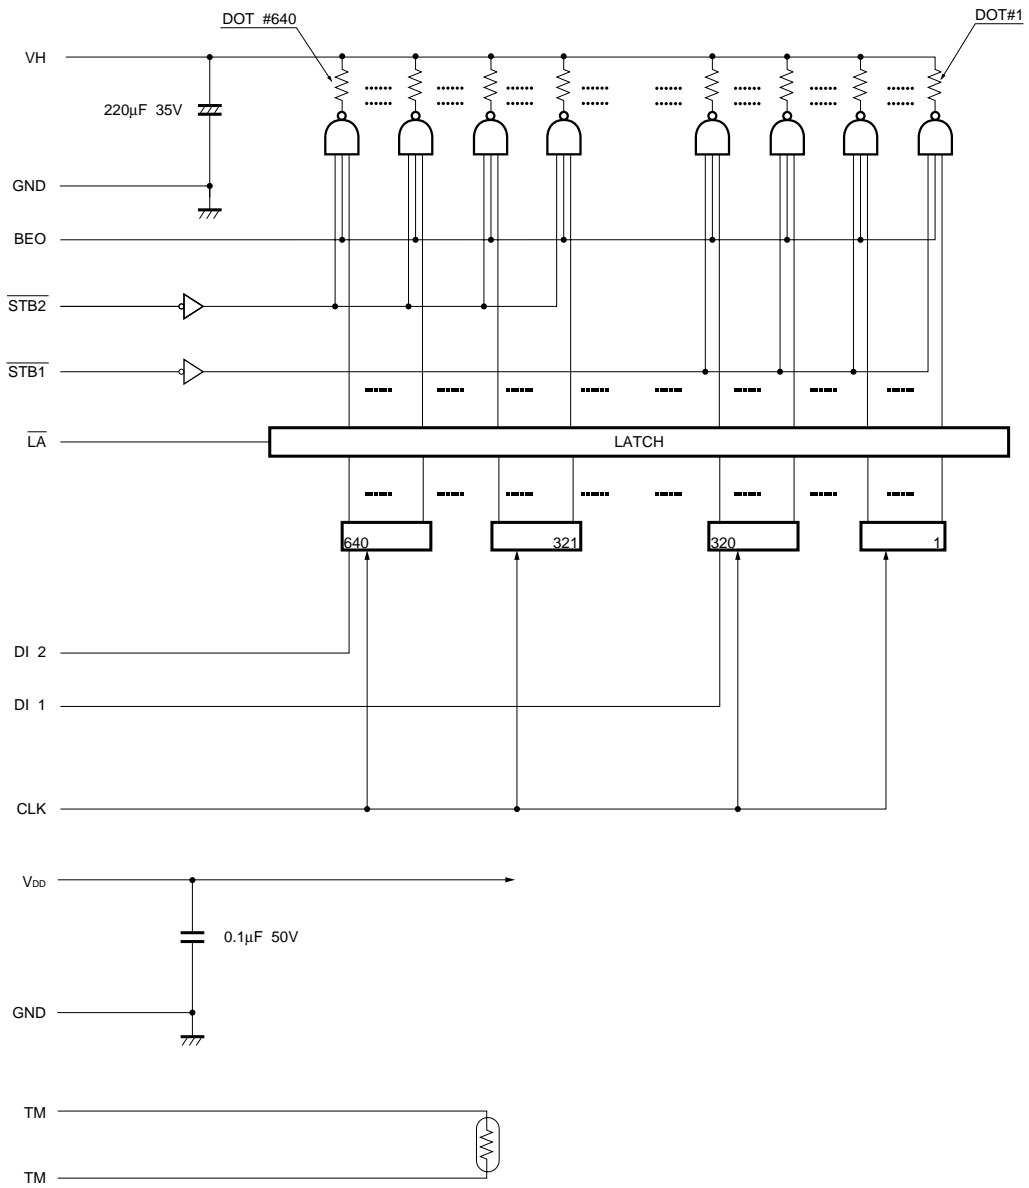 DOT #640
DOT#1
VH
220μF 35V
GND
BEO
STB2
STB1
LA
LATCH
640
321
320
1
DI 2
DI 1
CLK
VDD
0.1μF 50V
GND
TM
TM